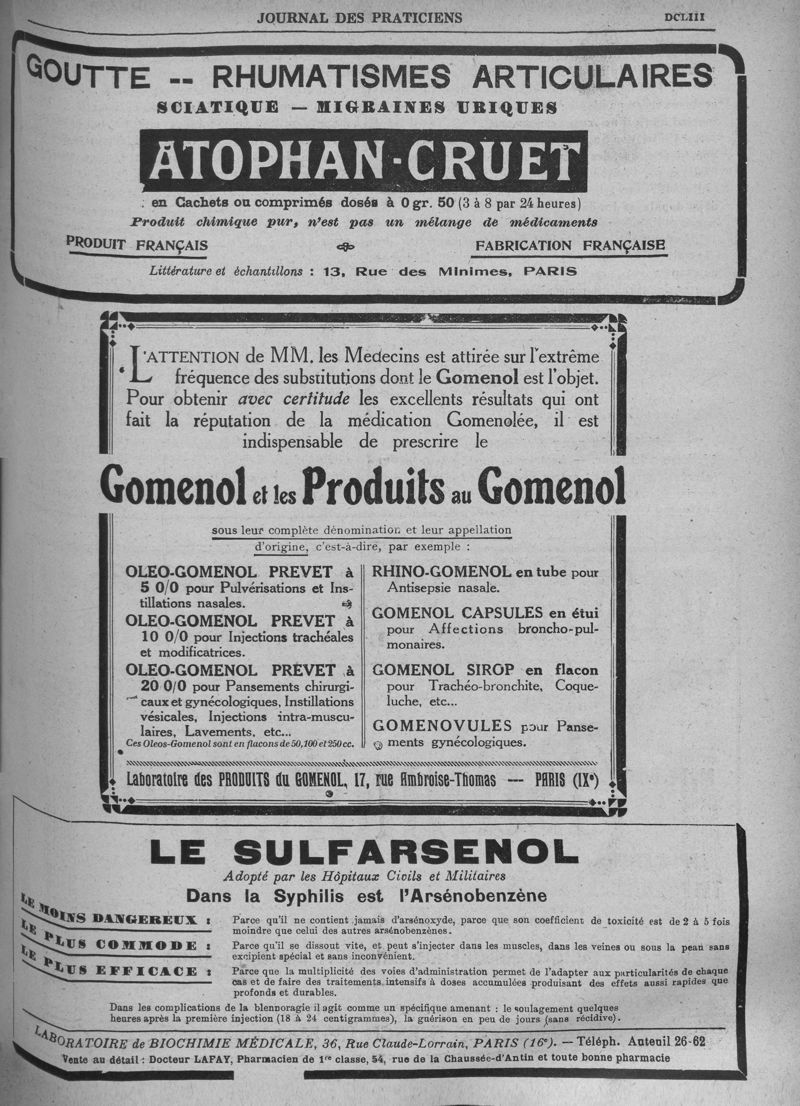 JOURNAL DES PRATICIENS
DCLIII
GOUTTE -- RHUMATISMES ARTICULAIRES
SCIATIQUE — MIGRAINES URIQUES
ATOPHAN-CRUET
en Cachets ou comprimés dosés à 0 gr. 50 (3 à 8 par 24 heures)
Produit chimique pur, n'est pas un mélange de médicaments
PRODUIT FRANÇAIS
FABRICATION FRANÇAISE
Littérature et échantillons : 13, Rue des Minimes, PARIS
L'ATTENTION de MM. les Medecins est attirée sur l'extrême
fréquence des substitutions dont le Gomenol est l'objet.
Pour obtenir avec certitude les excellents résultats qui ont
fait la réputation de la médication Gomenolée, il est
indispensable de prescrire le
Gomenol et les Produits au Gomenol
sous leur complète dénomination et leur appellation
d'origine, c'est-à-dire, par exemple :
OLEO-GOMENOL PREVET à
5 0/0 pour Pulvérisations et Ins-
tillations nasales.
OLEO-GOMENOL PREVET à
10 0/0 pour Injections trachéales
et modificatrices.
OLEO-GOMENOL PRÉVET à
20 0/0 pour Pansements chirurgi-
caux et gynécologiques, Instillations
vésicales, Injections intra-muscu-
laires, Lavements, etc...
Ces Oleos-Gomenol sont en flacons de 50, 100 et 250 cc.
RHINO-GOMENOL en tube pour
Antisepsie nasale.
GOMENOL CAPSULES en étui
pour Affections broncho-pul-
monaires.
GOMENOL SIROP en flacon
pour Trachéo-bronchite, Coque-
luche, etc...
GOMENOVULES pour Panse-
ments gynécologiques.
Laboratoire des PRODUITS du GOMENOL, 17, rue Ambroise-Thomas — PARIS (IXe)
LE SULFARSENOL
Adopté par les Hôpitaux Civils et Militaires
Dans la Syphilis est l'Arsénobenzène
LE MOINS DANGEREUX : Parce qu'il ne contient jamais d'arsénoxyde, parce que son coefficient de toxicité est de 2 à 5 fois
moindre que celui des autres arsénobenzènes.
LE PLUS COMMODE : Parce qu'il se dissout vite, et peut s'injecter dans les muscles, dans les veines ou sous la peau sans
excipient spécial et sans inconvénient.
LE PLUS EFFICACE : Parce que la multiplicité des voies d'administration permet de l'adapter aux particularités de chaque
cas et de faire des traitements intensifs à doses accumulées produisant des effets aussi rapides que
profonds et durables.
Dans les complications de la blennoragie il agit comme un spécifique amenant : le soulagement quelques
heures après la première injection (18 à 24 centigrammes), la guérison en peu de jours (sans récidive).
LABORATOIRE de BIOCHIMIE MÉDICALE, 36, Rue Claude-Lorrain, PARIS (16e). — Téléph. Auteuil 26-62
Vente au détail : Docteur LAFAY, Pharmacien de 1re classe, 54, rue de la Chaussée-d'Antin et toute bonne pharmacie